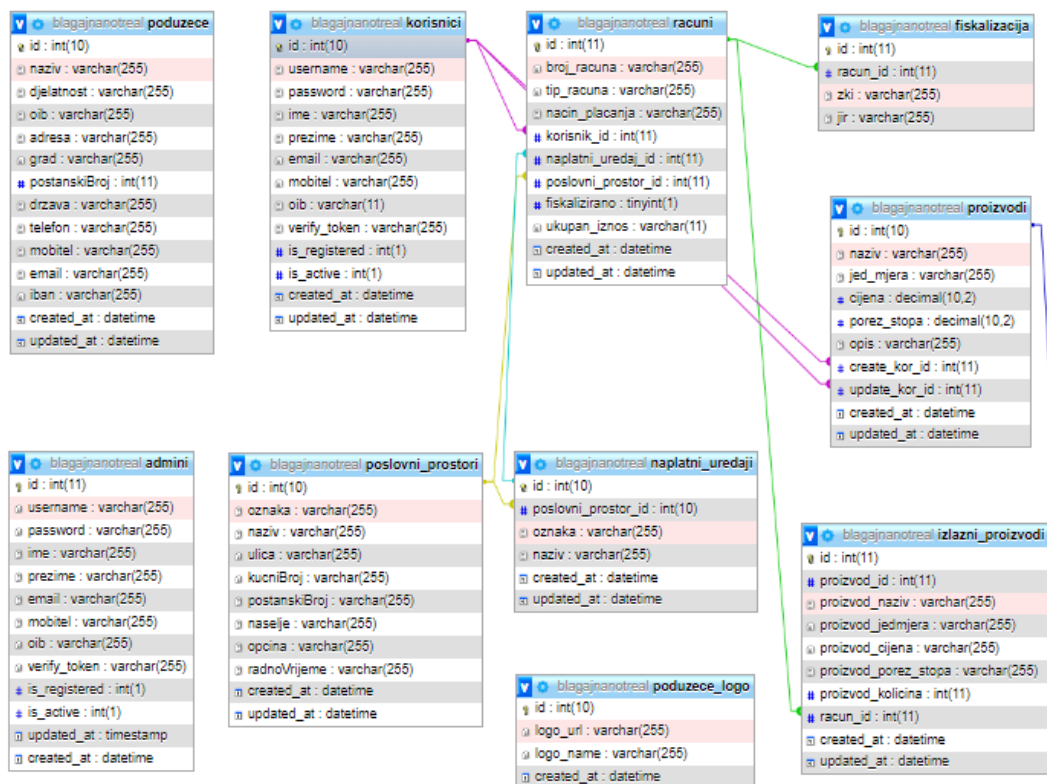 blagajnanotreal poduzece
id : int(10)
naziv : varchar(255)
djelatnost : varchar(255)
oib : varchar(255)
adresa : varchar(255)
grad : varchar(255)
postanskiBroj : int(11)
drzava : varchar(255)
telefon : varchar(255)
mobitel : varchar(255)
email : varchar(255)
iban : varchar(255)
created_at : datetime
updated_at : datetime
blagajnanotreal korisnici
id : int(10)
username : varchar(255)
password : varchar(255)
ime : varchar(255)
prezime : varchar(255)
email : varchar(255)
mobitel : varchar(255)
oib : varchar(11)
verify_token : varchar(255)
is_registered : int(1)
is_active : int(1)
created_at : datetime
updated_at : datetime
blagajnanotreal racuni
id : int(11)
broj_racuna : varchar(255)
tip_racuna : varchar(255)
nacin_placanja : varchar(255)
korisnik_id : int(11)
naplatni_uredaj_id : int(11)
poslovni_prostor_id : int(11)
fiskalizirano : tinyint(1)
ukupan_iznos : varchar(11)
created_at : datetime
updated_at : datetime
blagajnanotreal fiskalizacija
id : int(11)
racun_id : int(11)
zki : varchar(255)
jir : varchar(255)
blagajnanotreal proizvodi
id : int(10)
naziv : varchar(255)
jed_mjera : varchar(255)
cijena : decimal(10,2)
porez_stopa : decimal(10,2)
opis : varchar(255)
create_kor_id : int(11)
update_kor_id : int(11)
created_at : datetime
updated_at : datetime
blagajnanotreal admini
id : int(11)
username : varchar(255)
password : varchar(255)
ime : varchar(255)
prezime : varchar(255)
email : varchar(255)
mobitel : varchar(255)
oib : varchar(255)
verify_token : varchar(255)
is_registered : int(1)
is_active : int(1)
updated_at : timestamp
created_at : datetime
blagajnanotreal poslovni_prostori
id : int(10)
oznaka : varchar(255)
naziv : varchar(255)
ulica : varchar(255)
kucniBroj : varchar(255)
postanskiBroj : varchar(255)
naselje : varchar(255)
opcina : varchar(255)
radnoVrijeme : varchar(255)
created_at : datetime
updated_at : datetime
blagajnanotreal naplatni_uredaji
id : int(10)
poslovni_prostor_id : int(10)
oznaka : varchar(255)
naziv : varchar(255)
created_at : datetime
updated_at : datetime
blagajnanotreal poduzece_logo
id : int(10)
logo_url : varchar(255)
logo_name : varchar(255)
created_at : datetime
blagajnanotreal izlazni_proizvodi
id : int(11)
proizvod_id : int(11)
proizvod_naziv : varchar(255)
proizvod_jedmjera : varchar(255)
proizvod_cijena : varchar(255)
proizvod_porez_stopa : varchar(255)
proizvod_kolicina : int(11)
racun_id : int(11)
created_at : datetime
updated_at : datetime